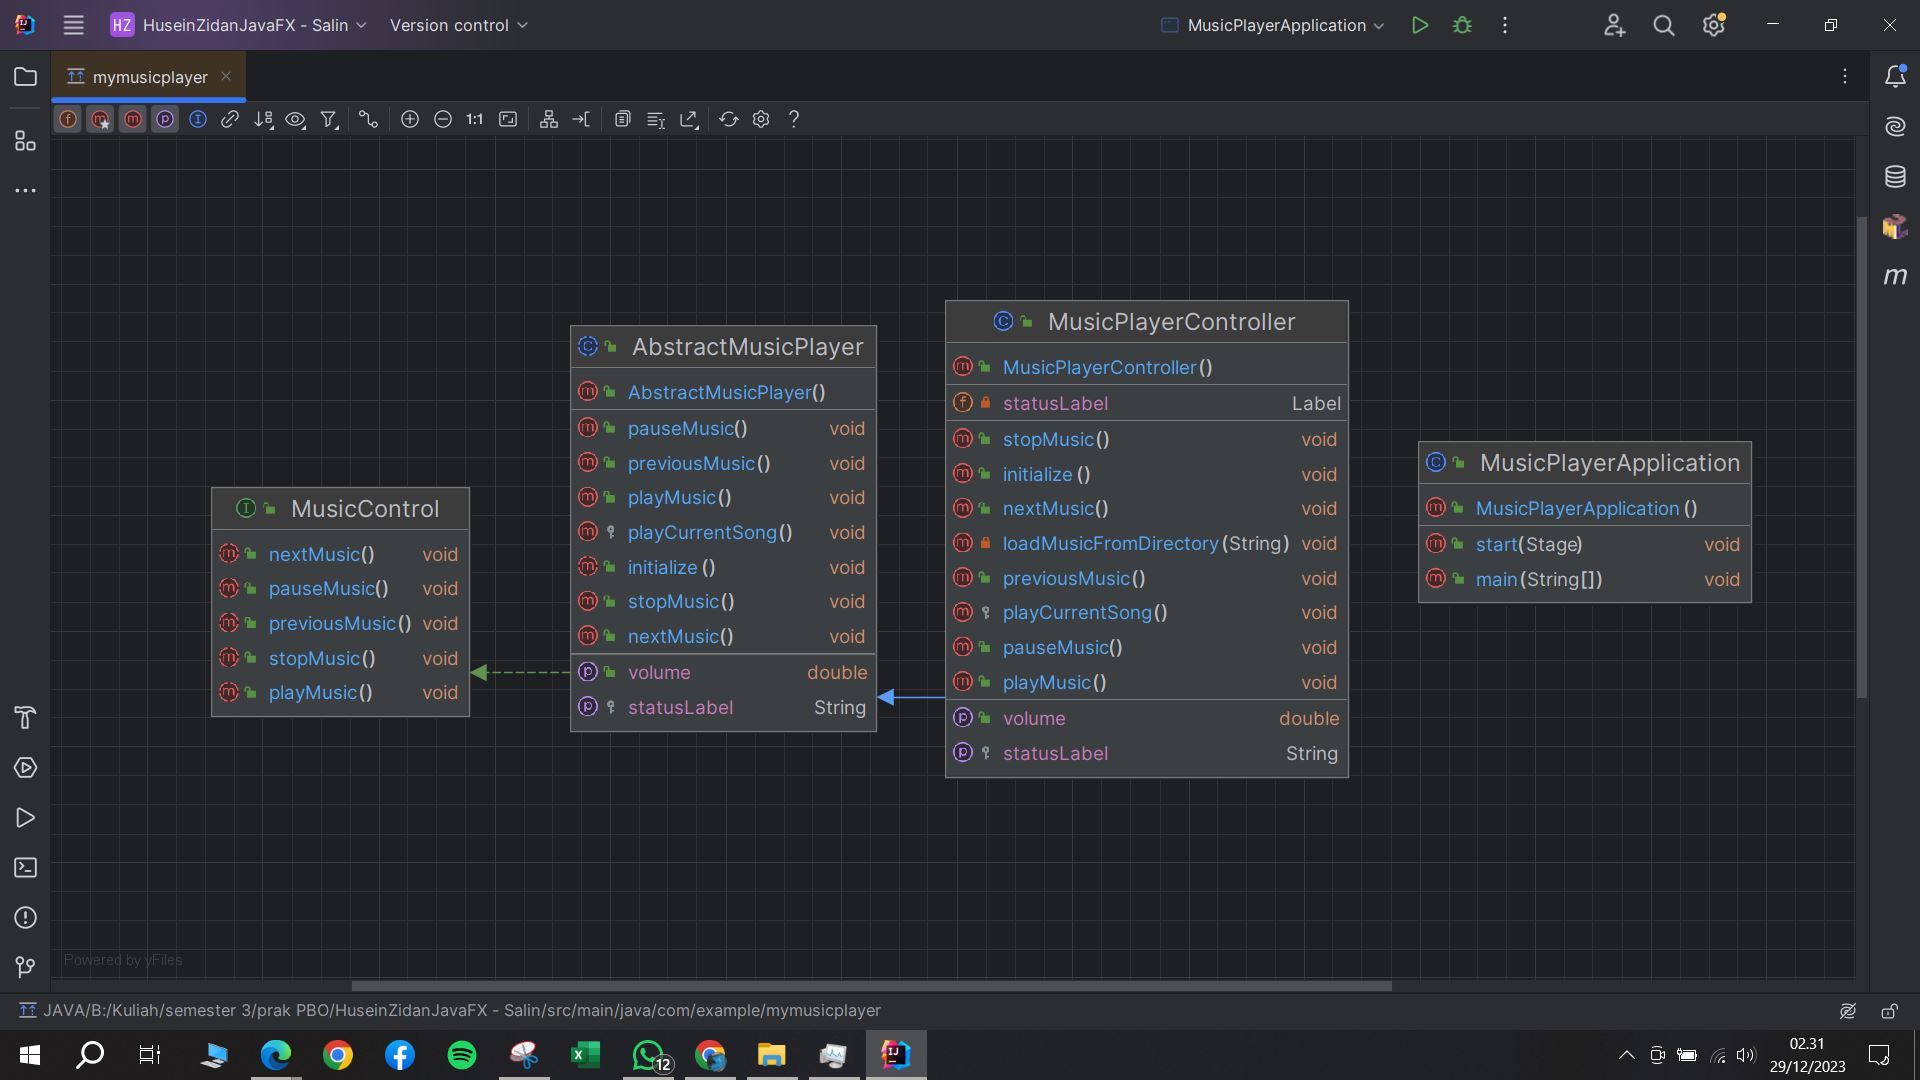 HZ HuseinZidanJavaFX - Salin Version control MusicPlayerApplication
mymusicplayer
1:1 ?
MusicControl
nextMusic() void
pauseMusic() void
previousMusic() void
stopMusic() void
playMusic() void
AbstractMusicPlayer
AbstractMusicPlayer()
pauseMusic() void
previousMusic() void
playMusic() void
playCurrentSong() void
initialize () void
stopMusic() void
nextMusic() void
volume double
statusLabel String
MusicPlayerController
MusicPlayerController()
statusLabel Label
stopMusic() void
initialize () void
nextMusic() void
loadMusicFromDirectory(String) void
previousMusic() void
playCurrentSong() void
pauseMusic() void
playMusic() void
volume double
statusLabel String
MusicPlayerApplication
MusicPlayerApplication ()
start(Stage) void
main(String[]) void
Powered by yFiles
JAVA/B:/Kuliah/semester 3/prak PBO/HuseinZidanJavaFX - Salin/src/main/java/com/example/mymusicplayer
12
02.31
29/12/2023